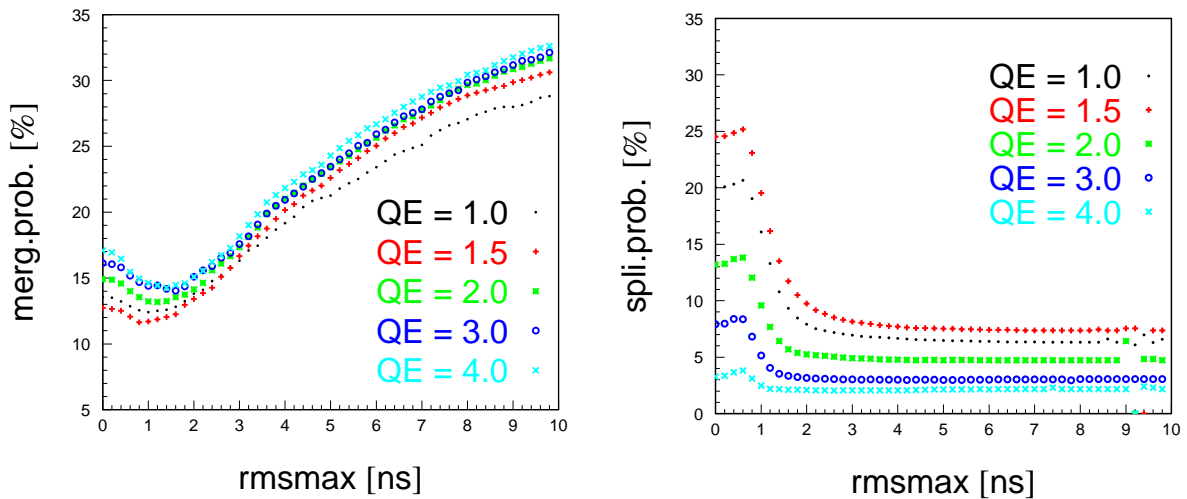 merg.prob. [%]
35
30
25
20
15
10
5
0 1 2 3 4 5 6 7 8 9 10
rmsmax [ns]
QE = 1.0
QE = 1.5
QE = 2.0
QE = 3.0
QE = 4.0
spli.prob. [%]
35
30
25
20
15
10
5
0
0 1 2 3 4 5 6 7 8 9 10
rmsmax [ns]
QE = 1.0
QE = 1.5
QE = 2.0
QE = 3.0
QE = 4.0